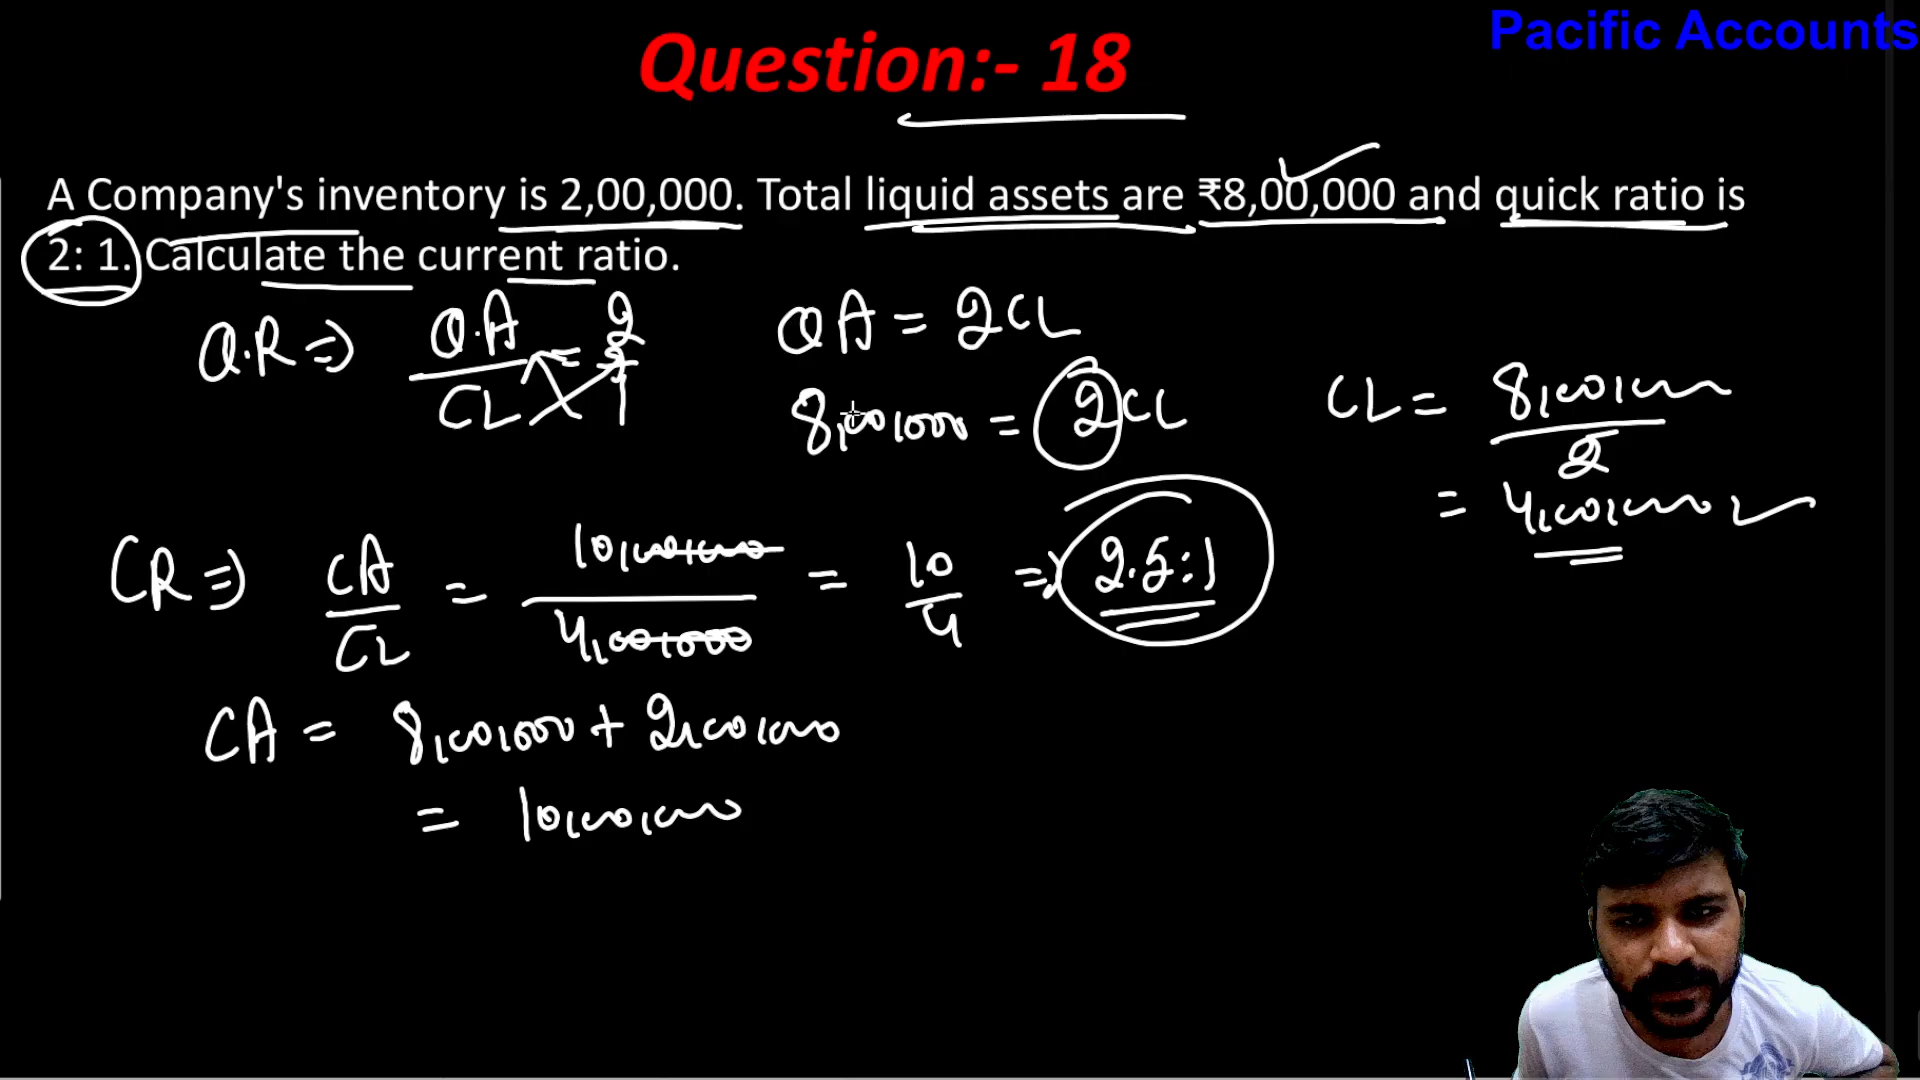 Pacific Accounts
Question:- 18
A Company's inventory is 2,00,000. Total liquid assets are ₹8,00,000 and quick ratio is
2: 1. Calculate the current ratio.
Q.R ⇒ Q.A / CL = 2 / 1
QA = 2CL
8,00,000 = 2CL
CL = 8,00,000 / 2
= 4,00,000
CR ⇒ CA / CL = 10,00,000 / 4,00,000 = 10 / 4 ⇒ 2.5:1
CA = 8,00,000 + 2,00,000
= 10,00,000